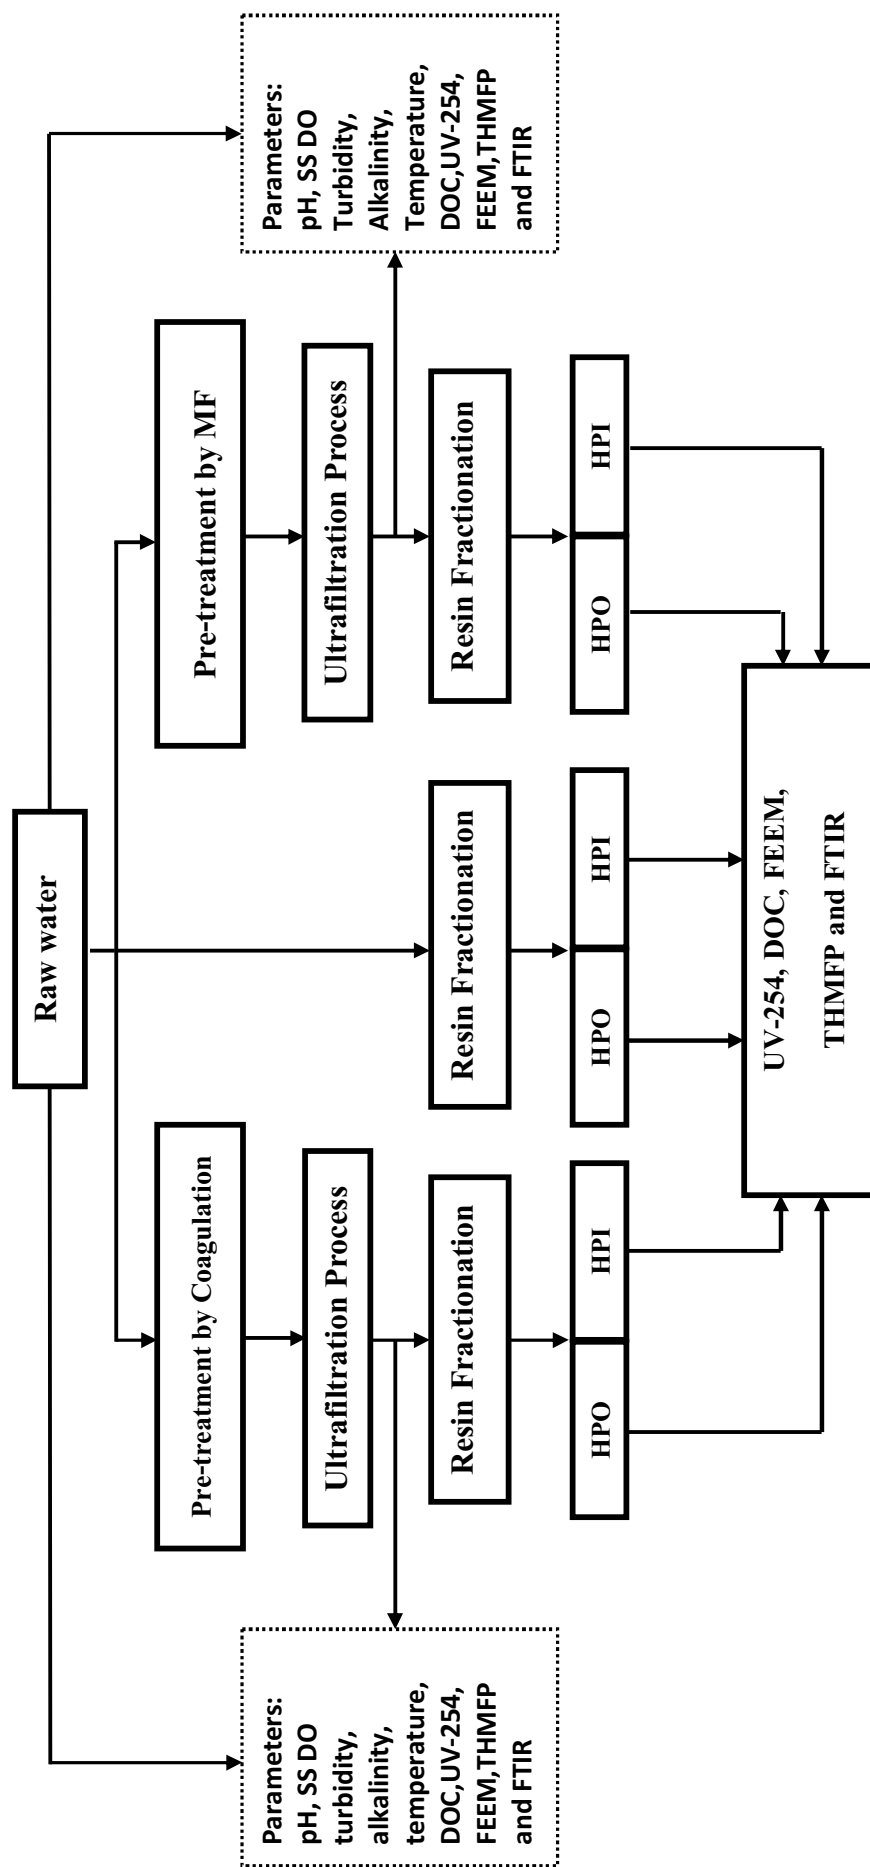 Raw water
Pre-treatment by Coagulation
Pre-treatment by MF
Parameters:
pH, SS DO
turbidity,
alkalinity,
temperature,
DOC,UV-254,
FEEM,THMFP
and FTIR
Ultrafiltration Process
Ultrafiltration Process
Parameters:
pH, SS DO
Turbidity,
Alkalinity,
Temperature,
DOC,UV-254,
FEEM,THMFP
and FTIR
Resin Fractionation
Resin Fractionation
Resin Fractionation
HPO
HPI
HPO
HPI
HPO
HPI
UV-254, DOC, FEEM,
THMFP and FTIR